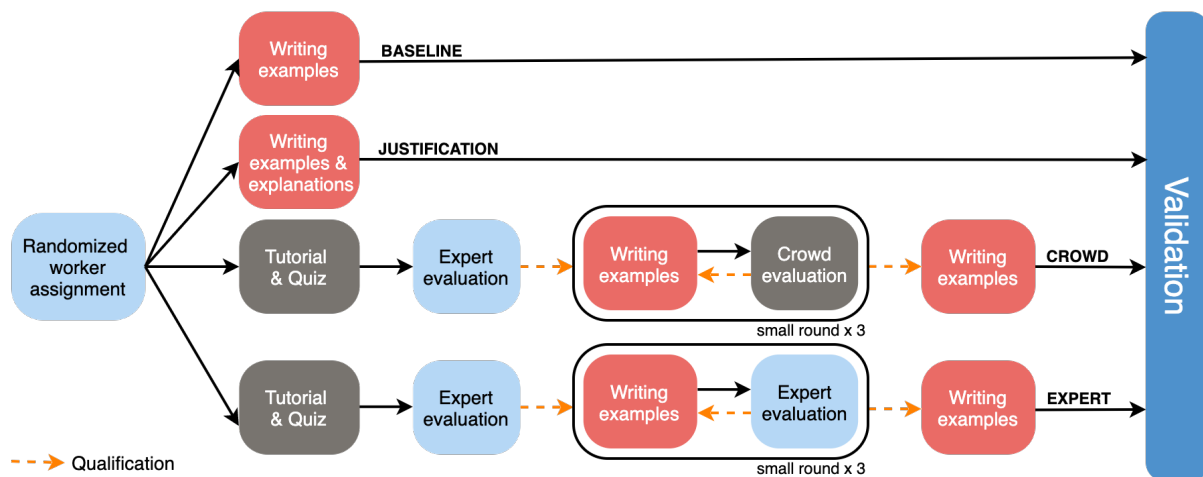 Writing
examples
BASELINE
Writing
examples &
explanations
JUSTIFICATION
Randomized
worker
assignment
Tutorial
& Quiz
Expert
evaluation
Writing
examples
Crowd
evaluation
small round x 3
Writing
examples
CROWD
Tutorial
& Quiz
Expert
evaluation
Writing
examples
Expert
evaluation
small round x 3
Writing
examples
EXPERT
Validation
Qualification